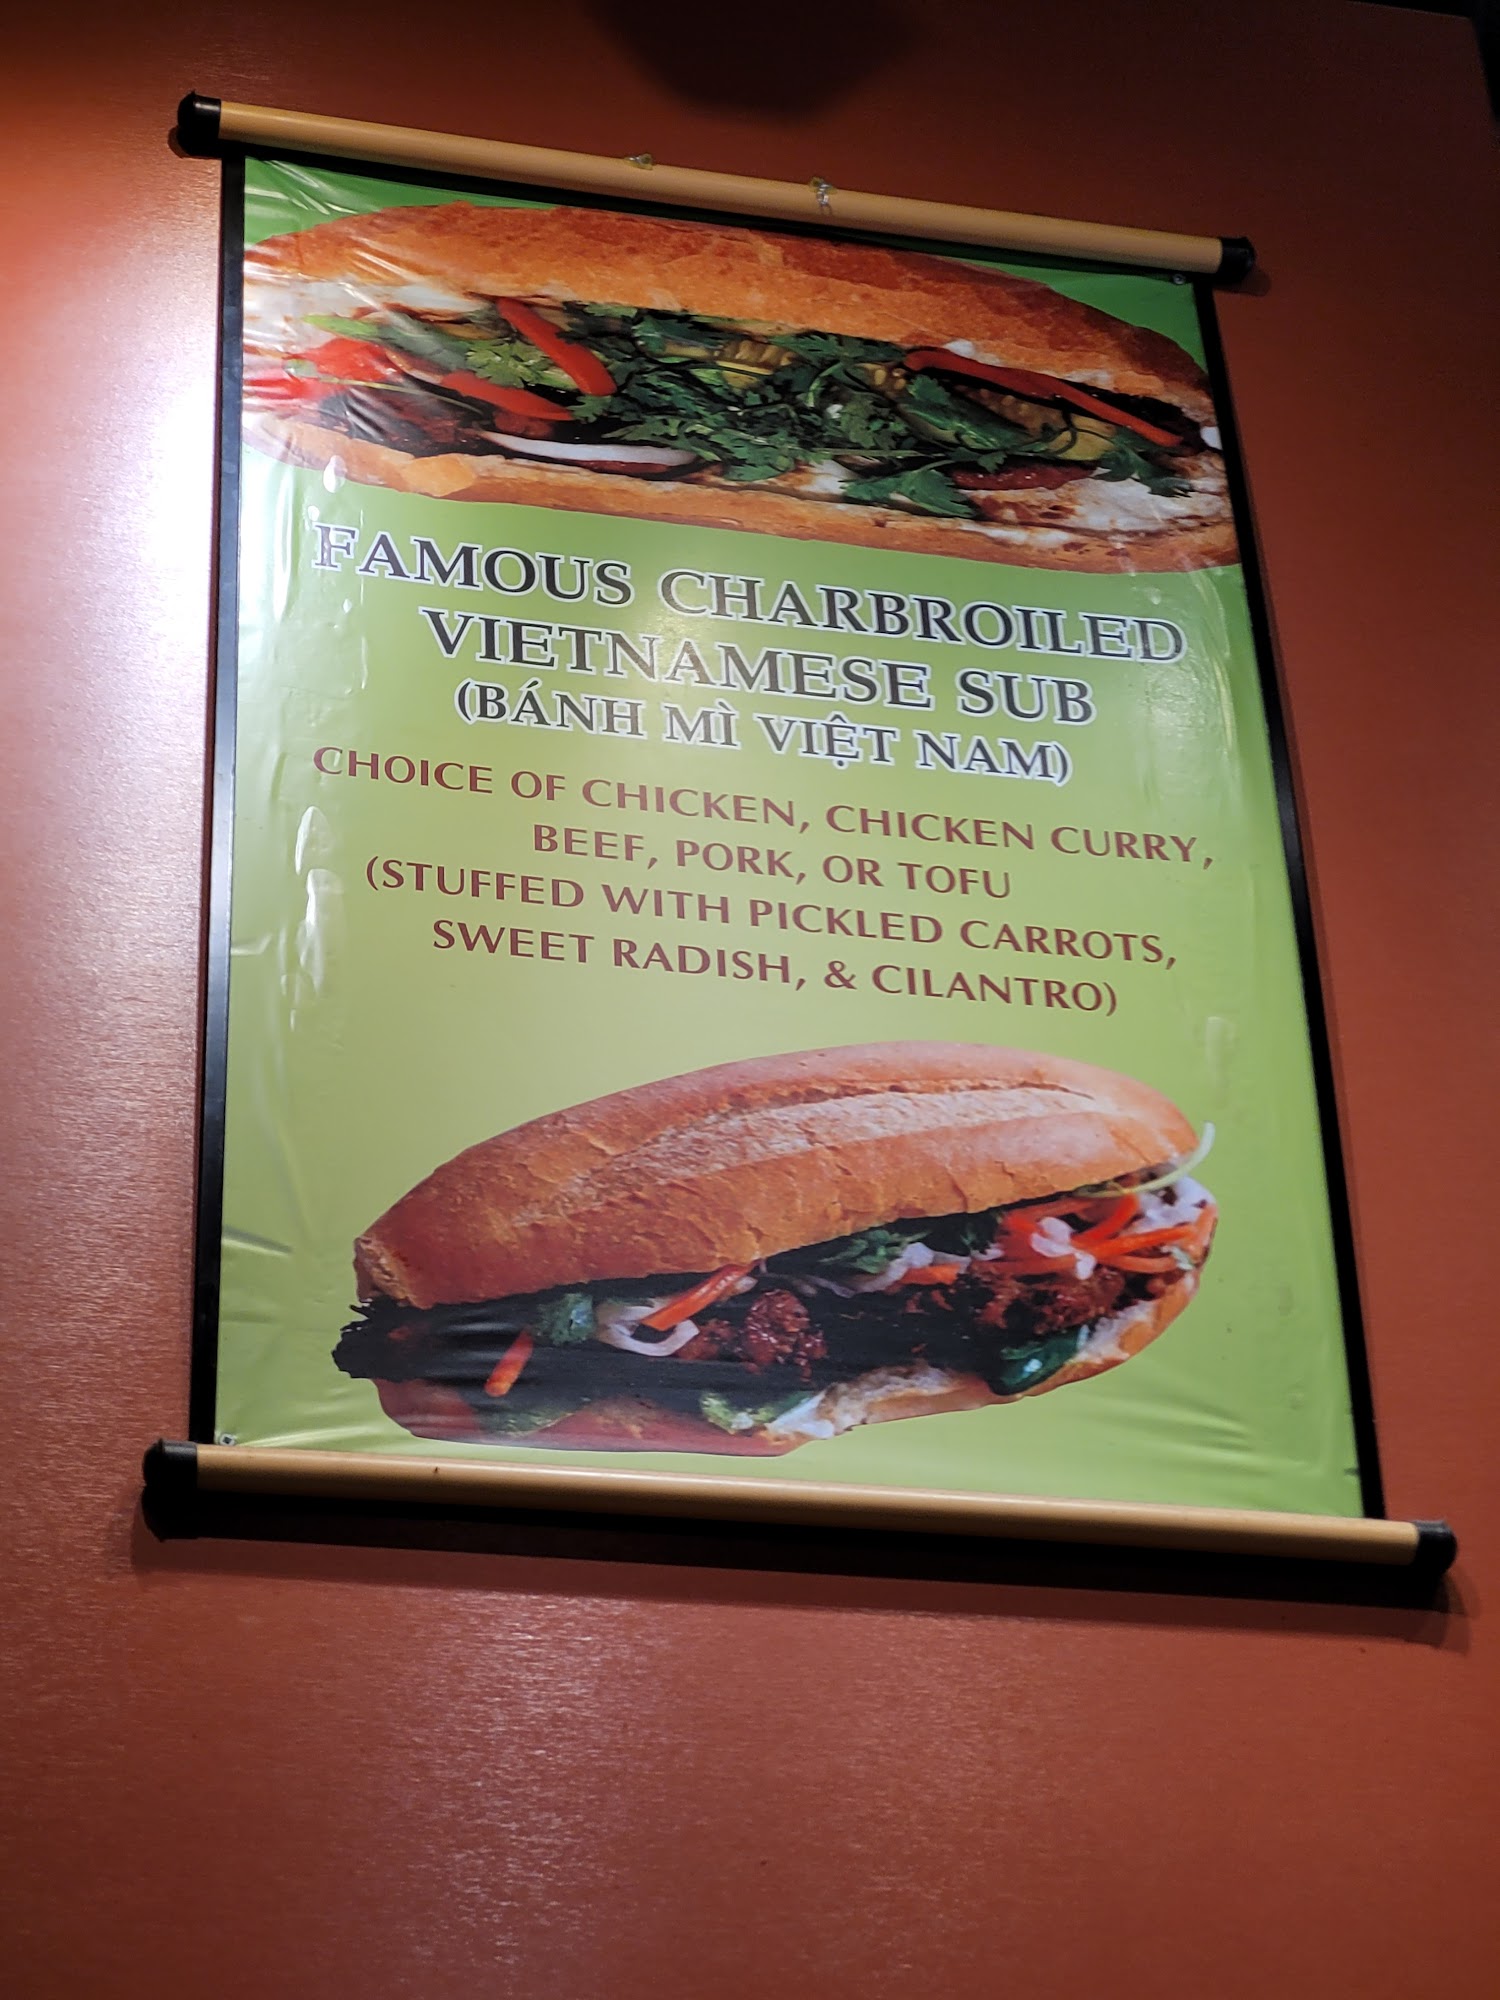 FAMOUS CHARBROILED
VIETNAMESE SUB
(BÁNH MÌ VIỆT NAM)
CHOICE OF CHICKEN, CHICKEN CURRY,
BEEF, PORK, OR TOFU
(STUFFED WITH PICKLED CARROTS,
SWEET RADISH, & CILANTRO)